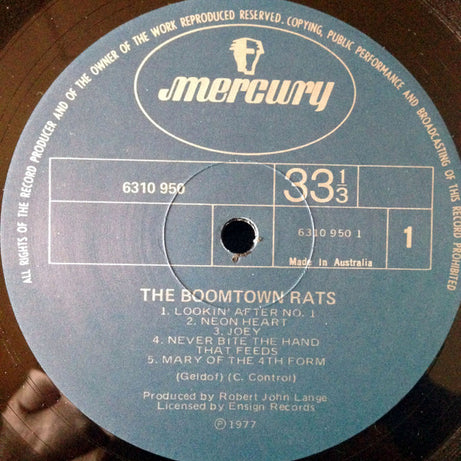 ALL RIGHTS OF THE RECORD PRODUCER AND OF THE OWNER OF THE WORK REPRODUCED RESERVED. COPYING, PUBLIC PERFORMANCE AND BROADCASTING OF THIS RECORD PROHIBITED
mercury
6310 950
33 1/3
6310 950 1
1
Made in Australia
THE BOOMTOWN RATS
1. LOOKIN' AFTER NO. 1
2. NEON HEART
3. JOEY
4. NEVER BITE THE HAND
THAT FEEDS
5. MARY OF THE 4TH FORM
(Geldof) (C. Control)
Produced by Robert John Lange
Licensed by Ensign Records
℗ 1977